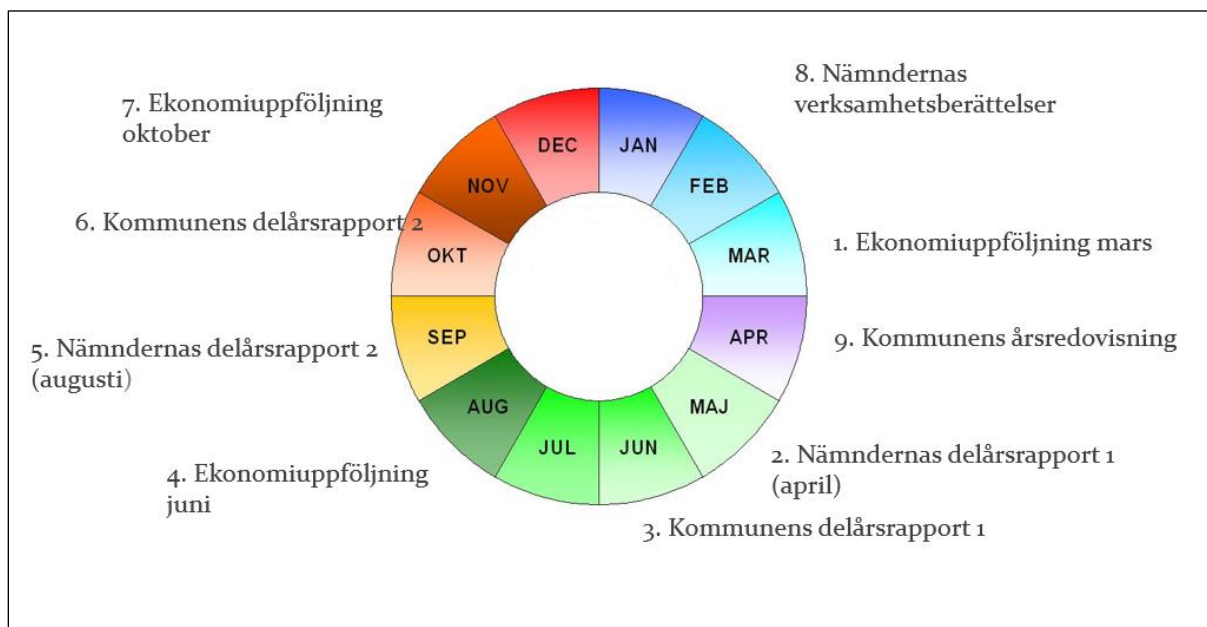 8. Nämndernas
verksamhetsberättelser
7. Ekonomiuppföljning
oktober
DEC
JAN
NOV
FEB
6. Kommunens delårsrapport 2
OKT
MAR
1. Ekonomiuppföljning mars
SEP
APR
9. Kommunens årsredovisning
5. Nämndernas delårsrapport 2
(augusti)
AUG
MAJ
JUL
JUN
2. Nämndernas delårsrapport 1
(april)
4. Ekonomiuppföljning
juni
3. Kommunens delårsrapport 1